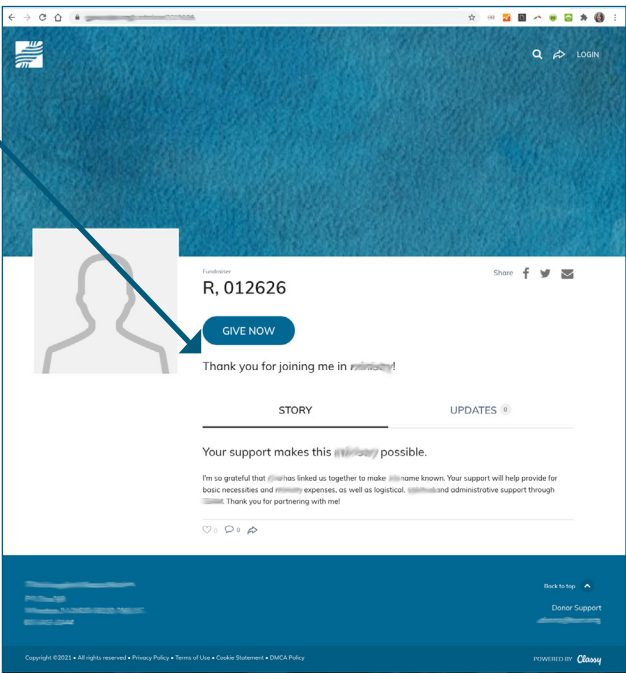 LOGIN
Fundraiser
Share
R, 012626
GIVE NOW
Thank you for joining me in !
STORY
UPDATES 0
Your support makes this possible.
I'm so grateful that has linked us together to make name known. Your support will help provide for
basic necessities and expenses, as well as logistical, and administrative support through
Thank you for partnering with me!
0 0
Back to top
Donor Support
Copyright ©2021 • All rights reserved • Privacy Policy • Terms of Use • Cookie Statement • DMCA Policy
POWERED BY Classy